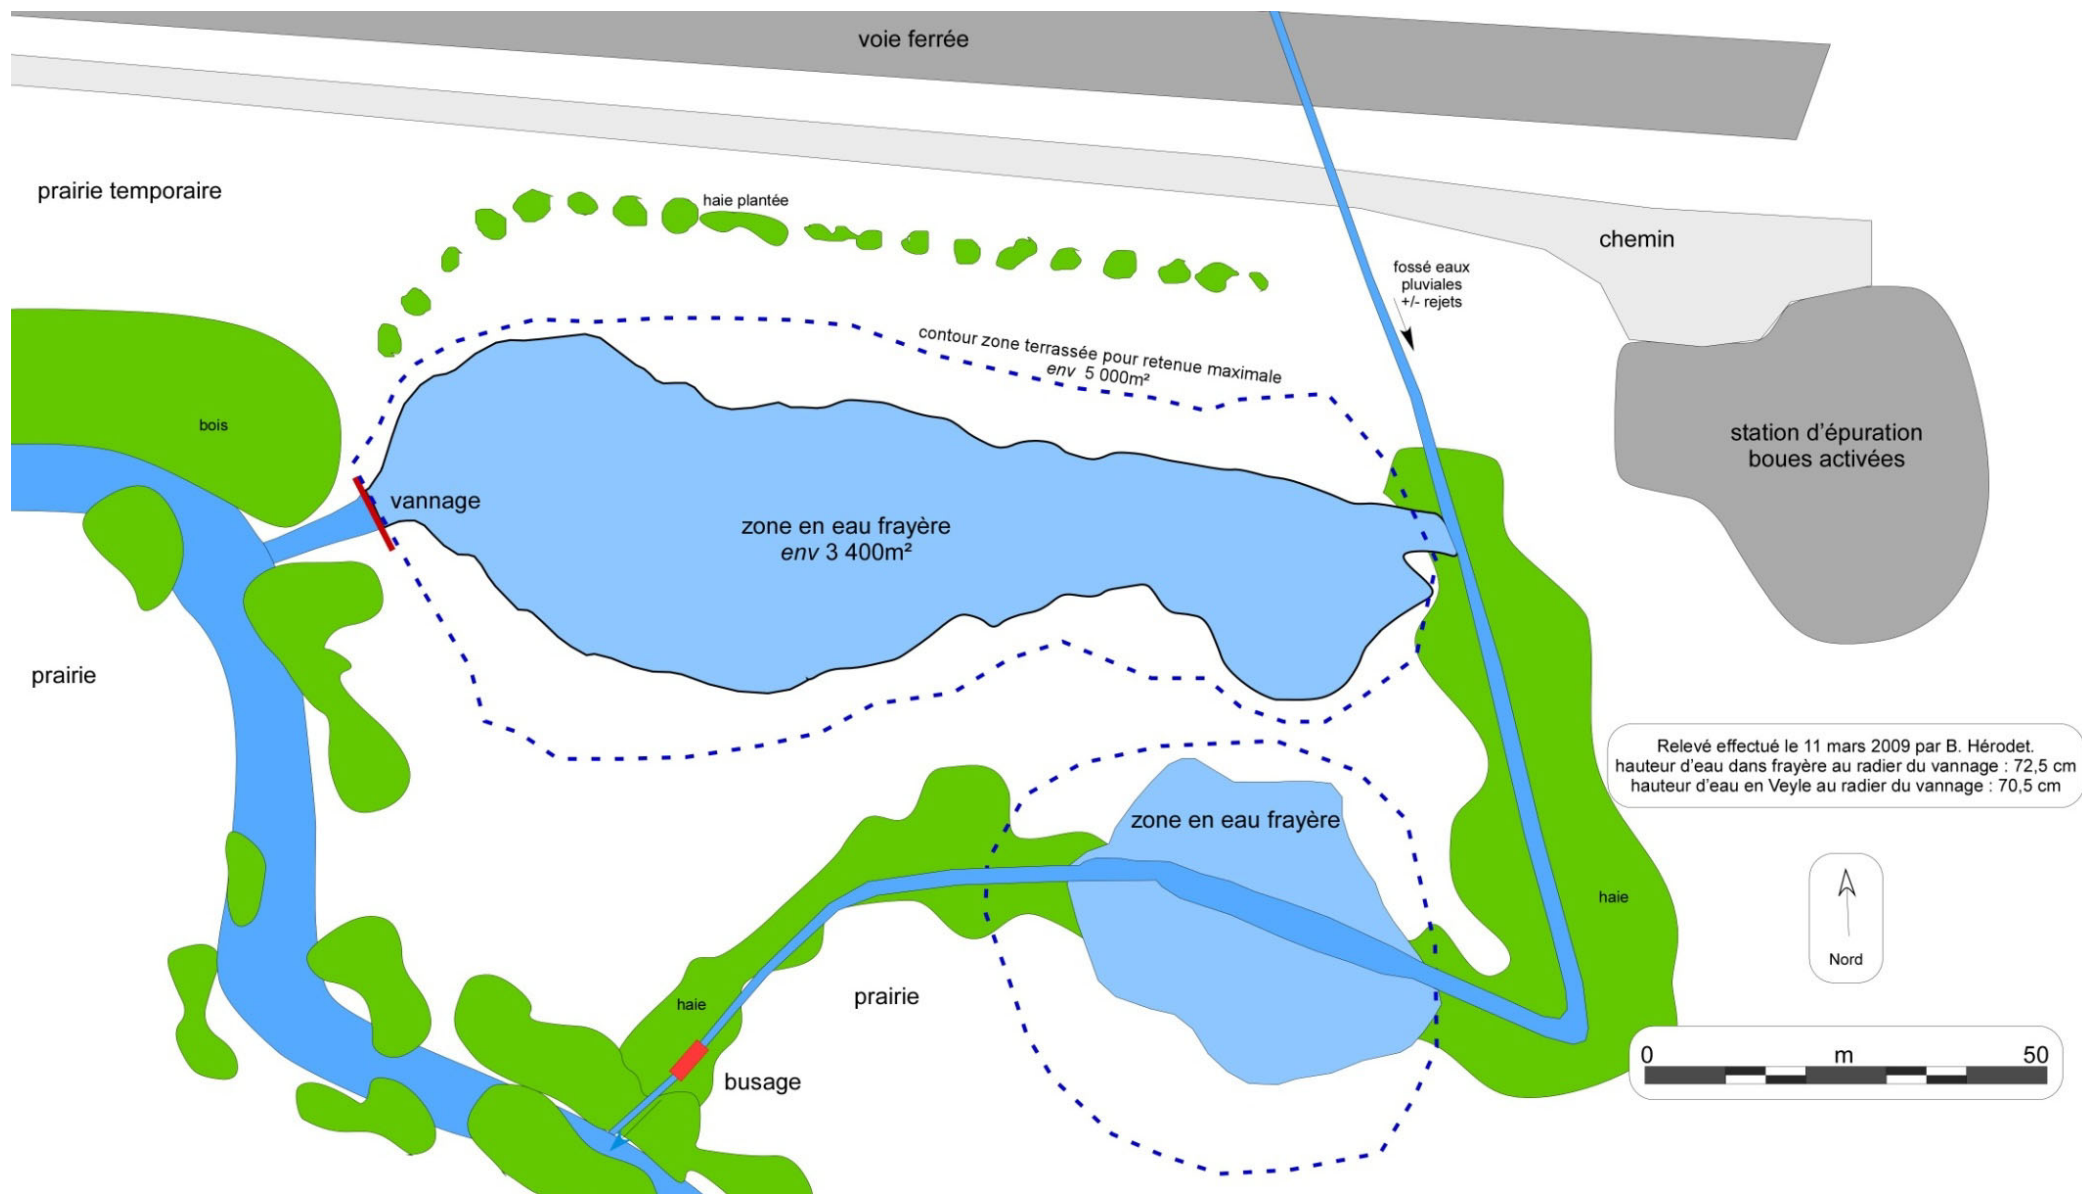 voie ferrée
prairie temporaire
haie plantée
chemin
fossé eaux
pluviales
+/- rejets
contour zone terrassée pour retenue maximale
env 5 000m²
bois
station d'épuration
boues activées
vannage
zone en eau frayère
env 3 400m²
prairie
Relevé effectué le 11 mars 2009 par B. Hérodet.
hauteur d'eau dans frayère au radier du vannage : 72,5 cm
hauteur d'eau en Veyle au radier du vannage : 70,5 cm
zone en eau frayère
haie
Nord
prairie
haie
busage
0 m 50